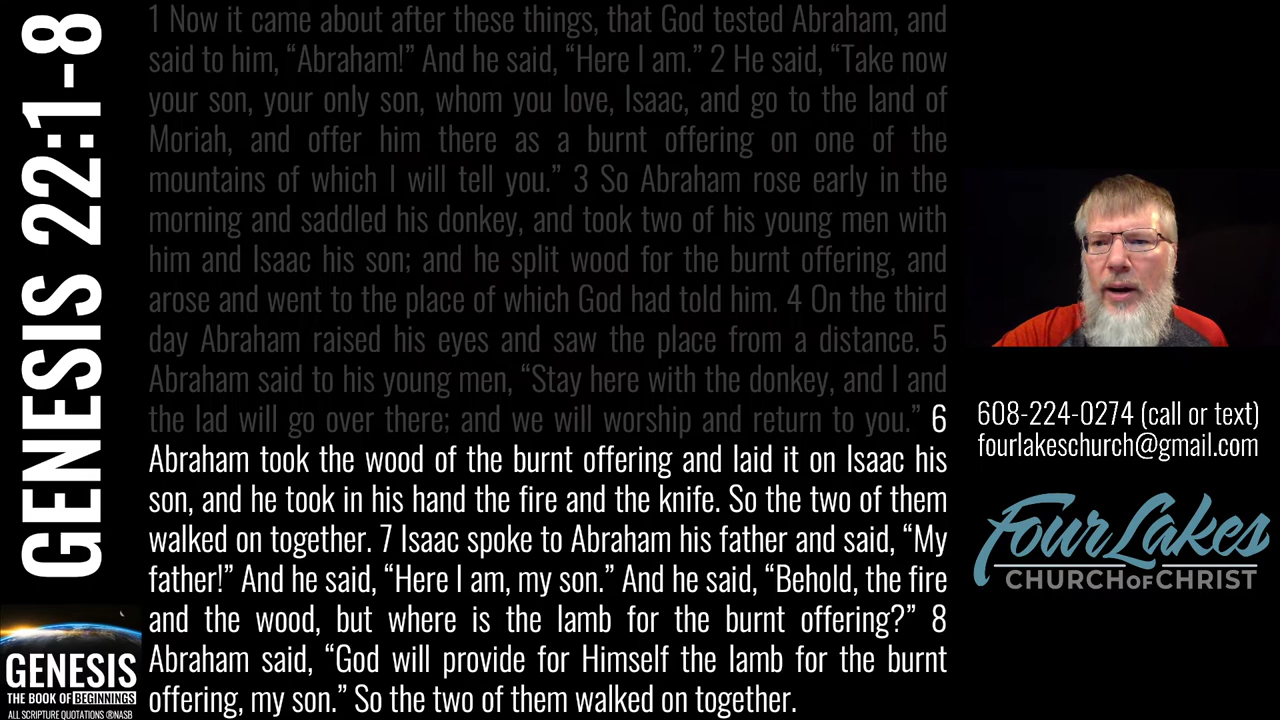 GENESIS 22:1-8
1 Now it came about after these things, that God tested Abraham, and
said to him, “Abraham!” And he said, “Here I am.” 2 He said, “Take now
your son, your only son, whom you love, Isaac, and go to the land of
Moriah, and offer him there as a burnt offering on one of the
mountains of which I will tell you.” 3 So Abraham rose early in the
morning and saddled his donkey, and took two of his young men with
him and Isaac his son; and he split wood for the burnt offering, and
arose and went to the place of which God had told him. 4 On the third
day Abraham raised his eyes and saw the place from a distance. 5
Abraham said to his young men, “Stay here with the donkey, and I and
the lad will go over there; and we will worship and return to you.” 6
Abraham took the wood of the burnt offering and laid it on Isaac his
son, and he took in his hand the fire and the knife. So the two of them
walked on together. 7 Isaac spoke to Abraham his father and said, “My
father!” And he said, “Here I am, my son.” And he said, “Behold, the fire
and the wood, but where is the lamb for the burnt offering?” 8
Abraham said, “God will provide for Himself the lamb for the burnt
offering, my son.” So the two of them walked on together.
GENESIS
THE BOOK OF BEGINNINGS
ALL SCRIPTURE QUOTATIONS ®NASB
608-224-0274 (call or text)
fourlakeschurch@gmail.com
Four Lakes
CHURCH OF CHRIST